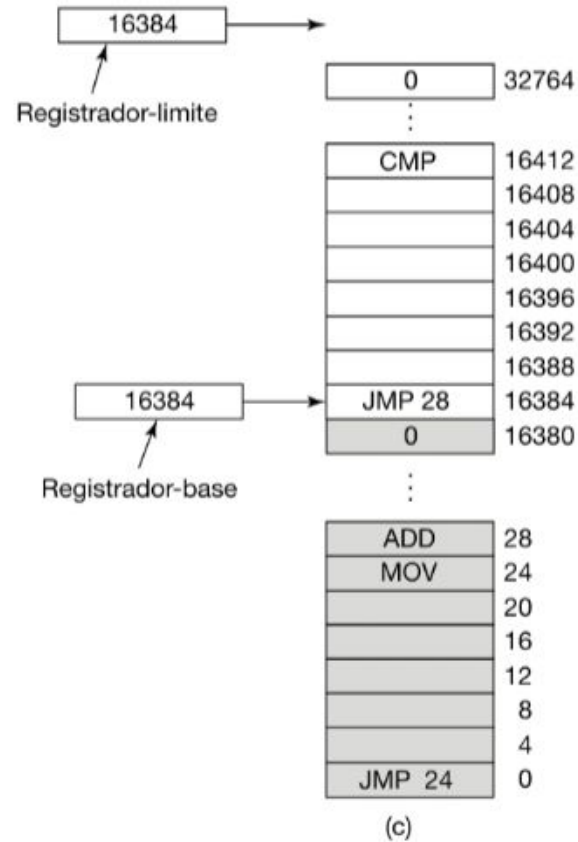 16384
Registrador-limite
0 32764
CMP 16412
16408
16404
16400
16396
16392
16388
16384 JMP 28 16384
0 16380
Registrador-base
ADD 28
MOV 24
20
16
12
8
4
JMP 24 0
(c)